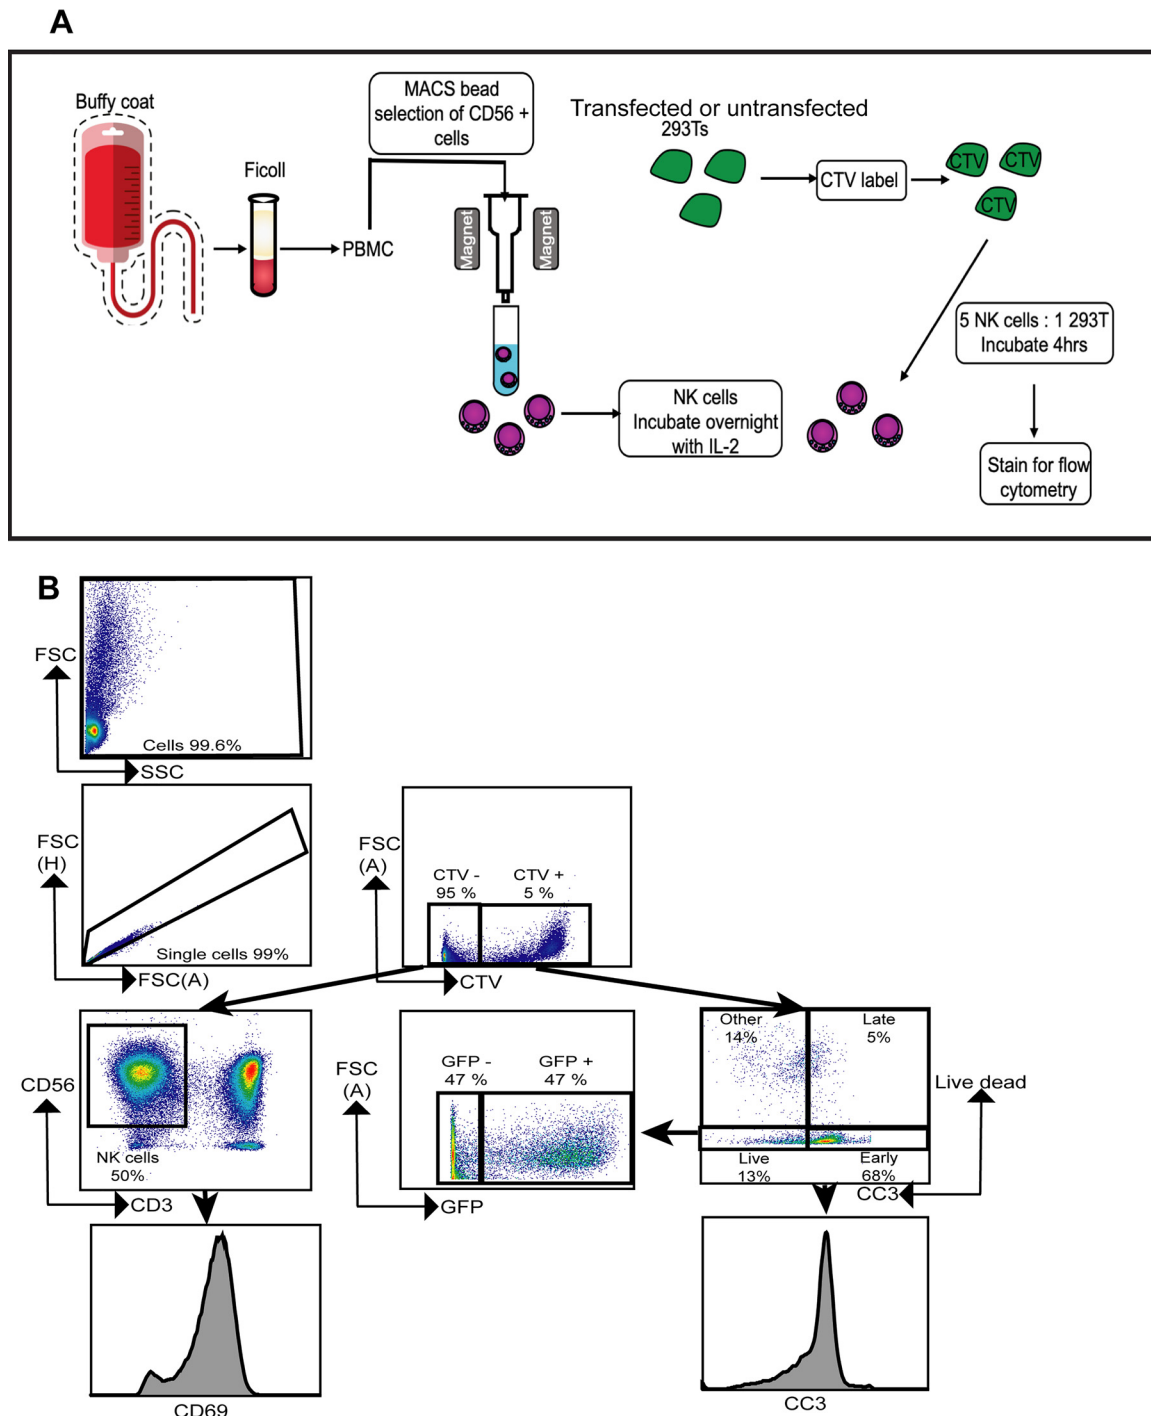 A
Buffy coat
Ficoll
PBMC
MACS bead
selection of CD56 +
cells
Magnet
Magnet
NK cells
Incubate overnight
with IL-2
Transfected or untransfected
293Ts
CTV label
CTV
CTV
CTV
5 NK cells : 1 293T
Incubate 4hrs
Stain for flow
cytometry
B
FSC
Cells 99.6%
SSC
FSC
(H)
Single cells 99%
FSC(A)
FSC
(A)
CTV -
95 %
CTV +
5 %
CTV
CD56
NK cells
50%
CD3
FSC
(A)
GFP -
47 %
GFP +
47 %
GFP
Other
14%
Late
5%
Live dead
Live
13%
Early
68%
CC3
CD69
CC3